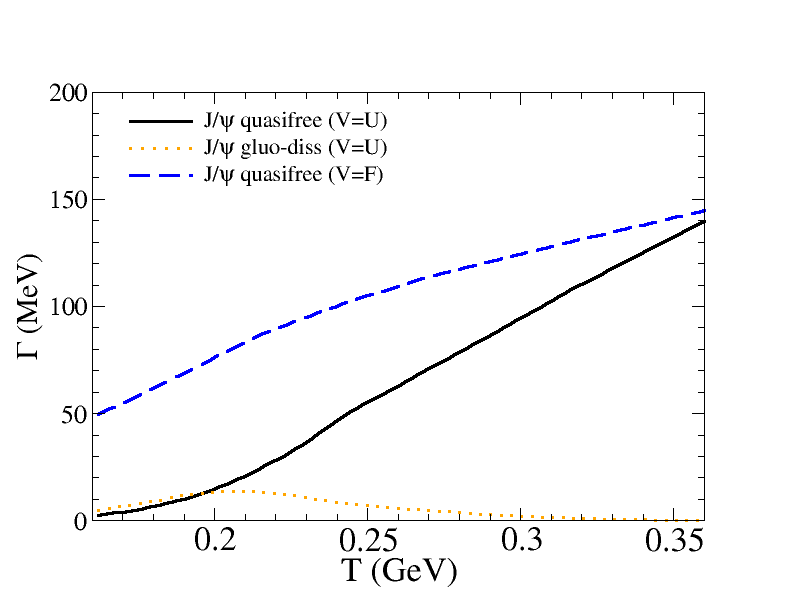 200
150
100
50
0
Γ (MeV)
J/ψ quasifree (V=U)
J/ψ gluo-diss (V=U)
J/ψ quasifree (V=F)
0.2 0.25 0.3 0.35
T (GeV)